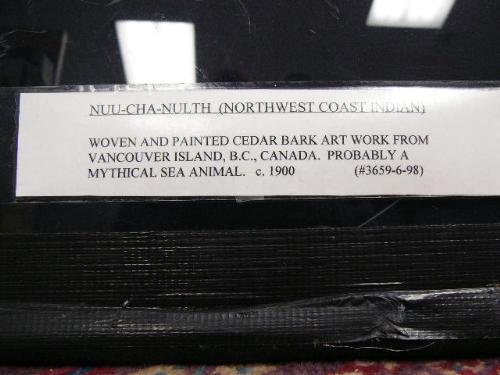 NUU-CHA-NULTH (NORTHWEST COAST INDIAN)
WOVEN AND PAINTED CEDAR BARK ART WORK FROM
VANCOUVER ISLAND, B.C., CANADA. PROBABLY A
MYTHICAL SEA ANIMAL. c. 1900 (#3659-6-98)